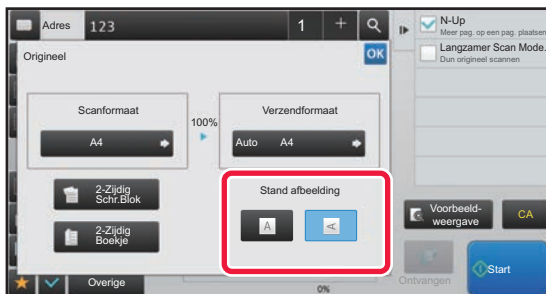 Adres 123 1 +
N-Up
Meer pag. op een pag. plaatsen
Langzamer Scan Mode.
Dun origineel scannen
Origineel OK
Scanformaat
100%
Verzendformaat
A4
Auto A4
2-Zijdig
Schr.Blok
2-Zijdig
Boekje
Stand afbeelding
A A
Voorbeeld-
weergave
CA
Ontvangen
Start
Overige
0%